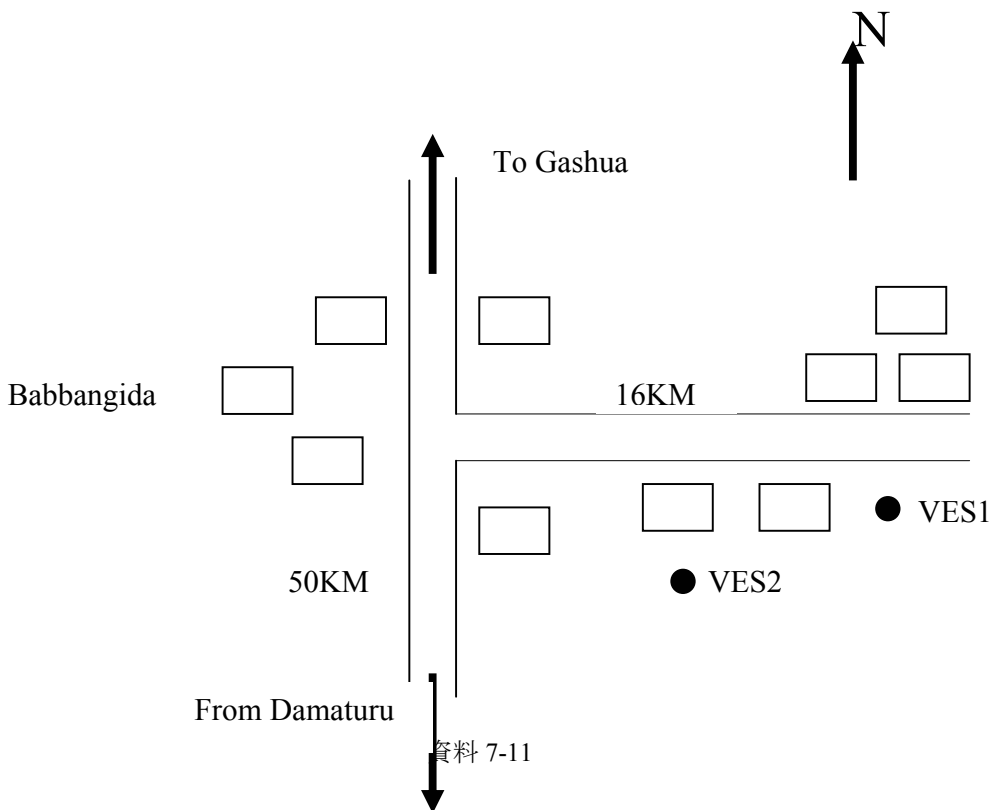 N
To Gashua
Babbangida
16KM
VES1
50KM
VES2
From Damaturu
資料 7-11